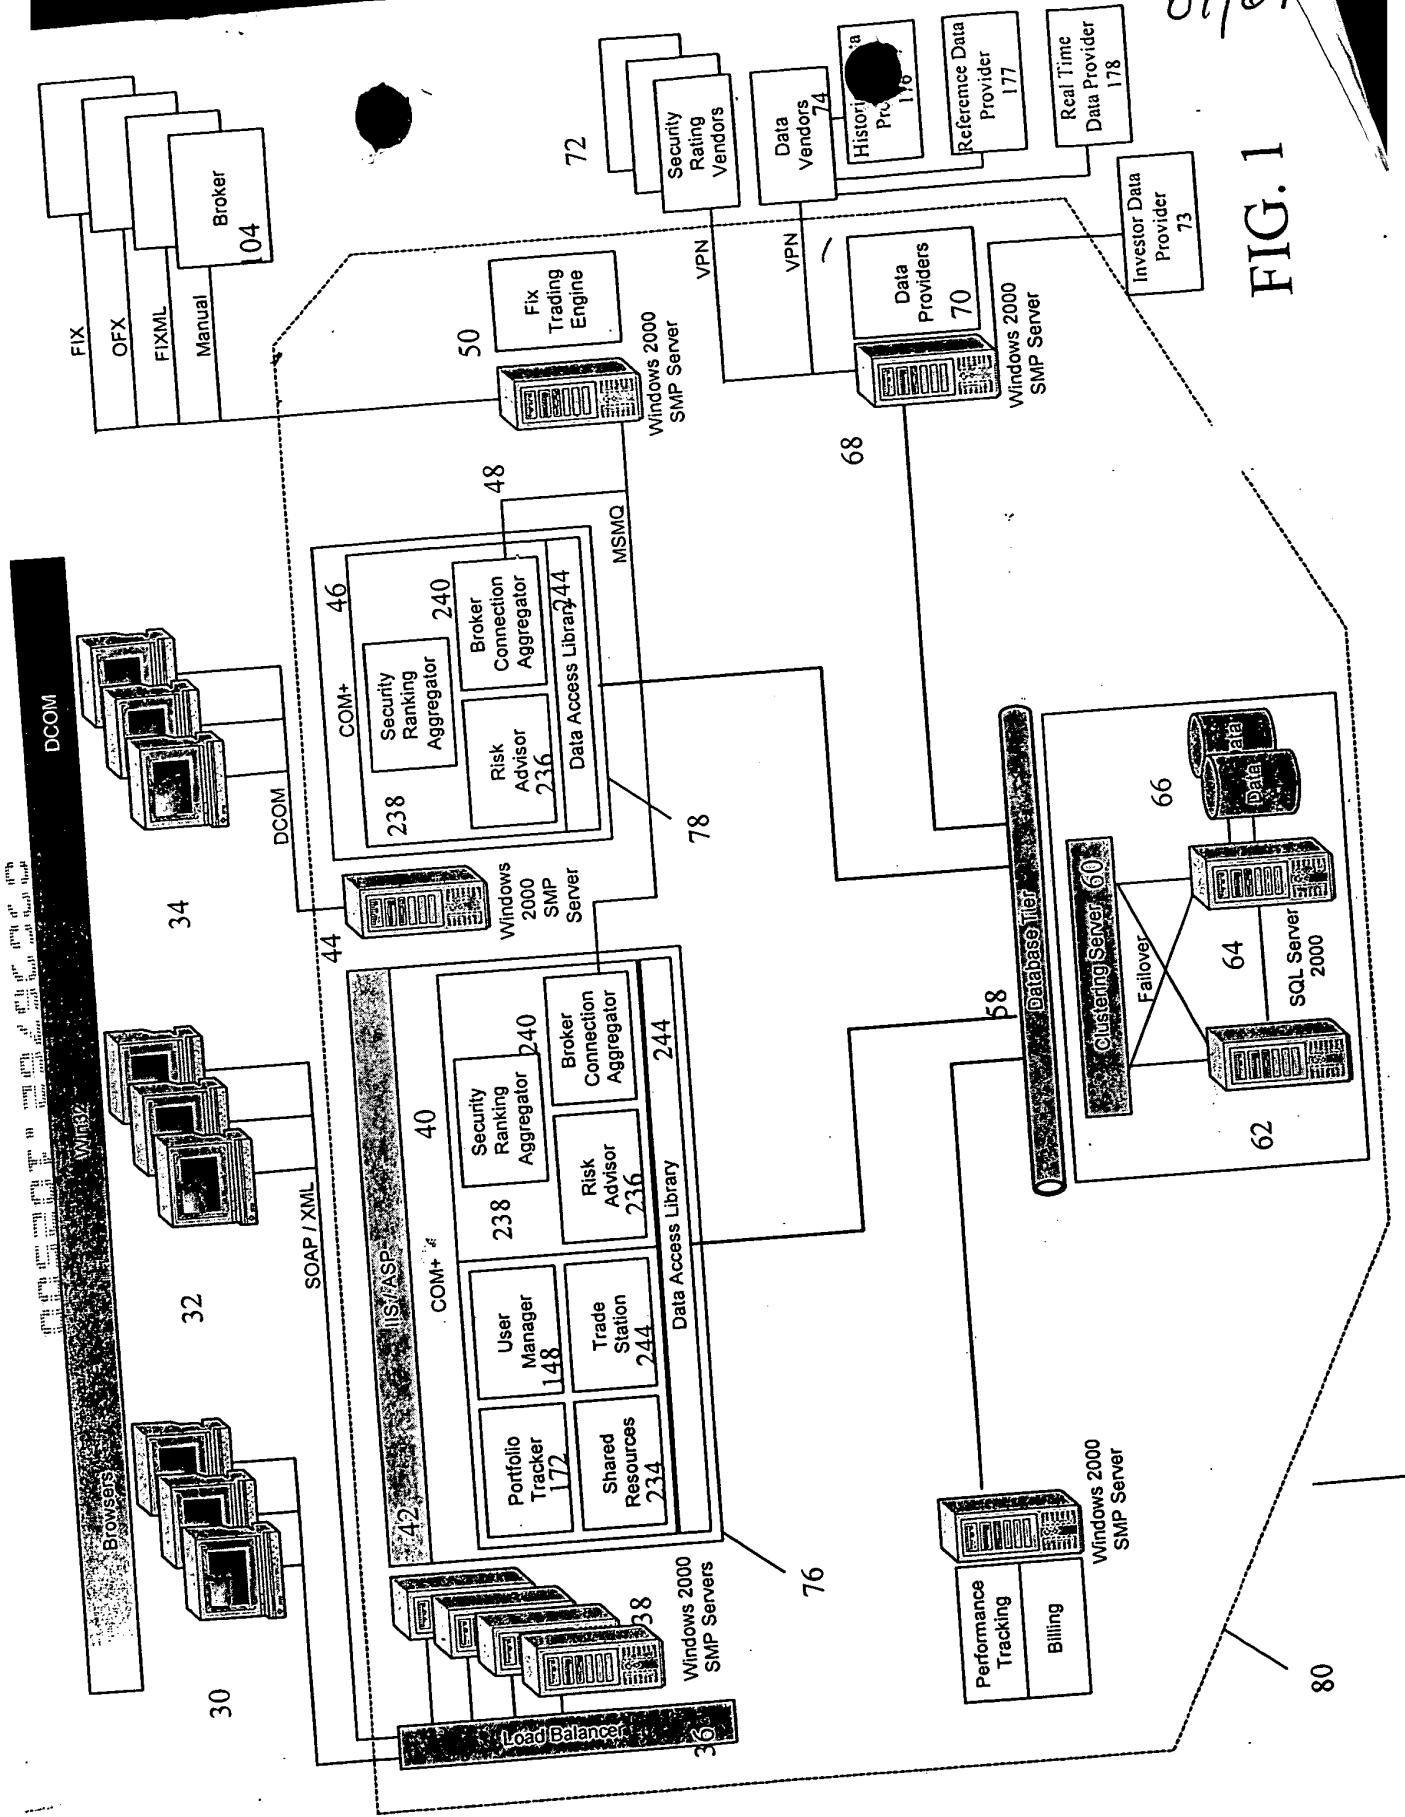 Browsers
Win32
DCOM
30
32
34
SOAP / XML
DCOM
FIX
OFX
FIXML
Manual
Broker
104
Load Balancer
36
38
Windows 2000
SMP Servers
42
IIS / ASP
COM+
40
Portfolio
Tracker
172
User
Manager
148
Shared
Resources
234
Trade
Station
244
238
Security
Ranking
Aggregator
240
Risk
Advisor
236
Broker
Connection
Aggregator
Data Access Library
244
76
44
Windows
2000
SMP
Server
COM+
46
238
Security
Ranking
Aggregator
240
Risk
Advisor
236
Broker
Connection
Aggregator
Data Access Library
244
78
48
MSMQ
50
Fix
Trading
Engine
Windows 2000
SMP Server
72
Security
Rating
Vendors
Data
Vendors
74
176
Reference Data
Provider
177
Real Time
Data Provider
178
VPN
VPN
Data
Providers
70
Windows 2000
SMP Server
68
Investor Data
Provider
73
58
Database Tier
Clustering Server 60
Failover
62
64
SQL Server
2000
66
Data
Data
Performance
Tracking
Billing
Windows 2000
SMP Server
80
FIG. 1